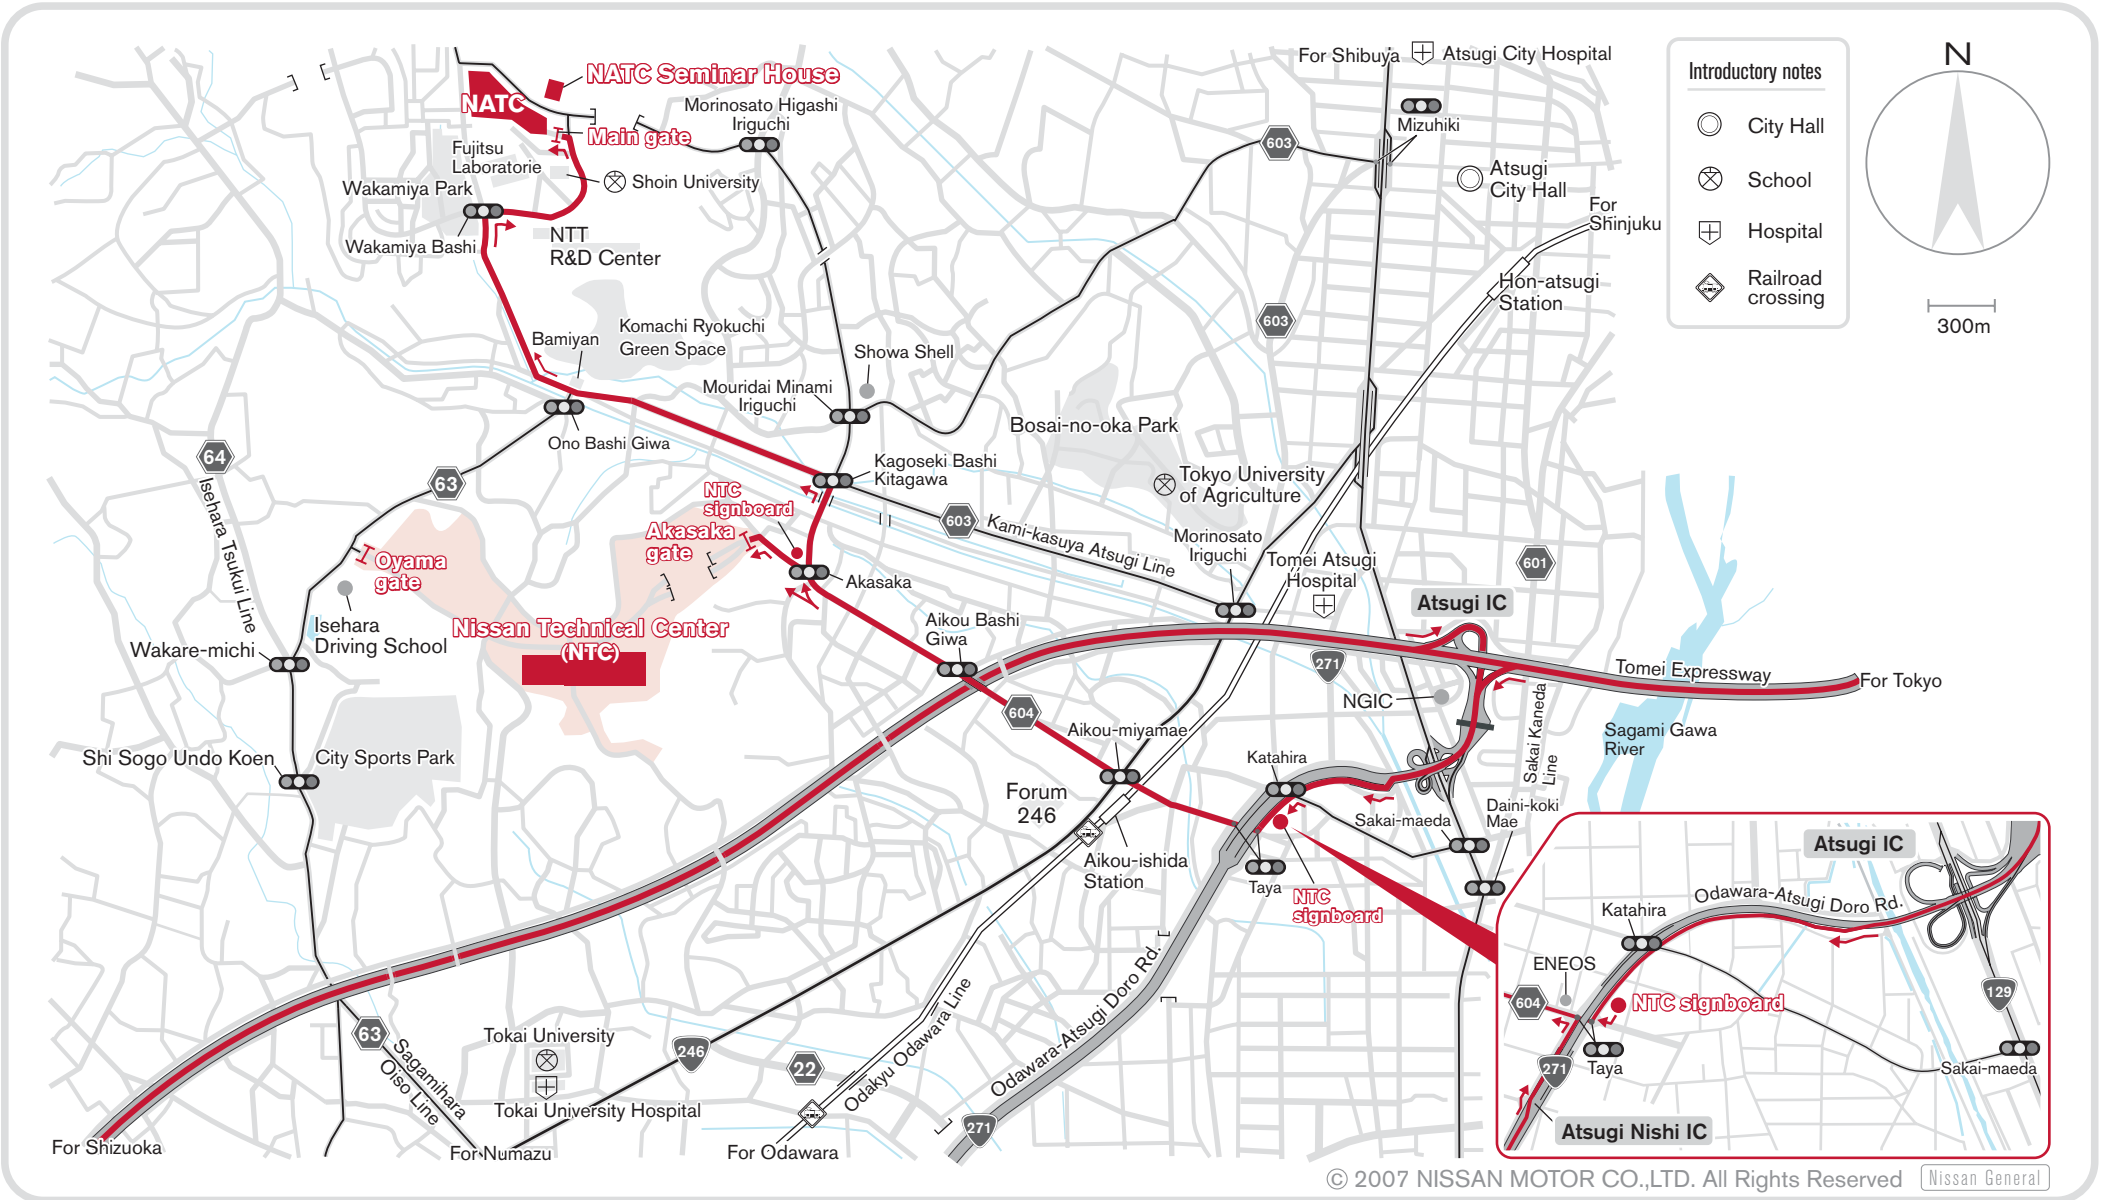 NATC Seminar House
NATC
Main gate
Morinosato Higashi
Iriguchi
For Shibuya
Atsugi City Hospital
Mizuhiki
603
Atsugi
City Hall
For
Shinjuku
Introductory notes
City Hall
School
Hospital
Railroad
crossing
N
300m
Fujitsu
Laboratorie
Shoin University
Wakamiya Park
Wakamiya Bashi
NTT
R&D Center
Hon-atsugi
Station
603
Komachi Ryokuchi
Green Space
Bamiyan
Showa Shell
Mouridai Minami
Iriguchi
Ono Bashi Giwa
Bosai-no-oka Park
Kagoseki Bashi
Kitagawa
Tokyo University
of Agriculture
64
Isehara Tsukui Line
63
NTC
signboard
Akasaka
gate
603
Kami-kasuya Atsugi Line
Morinosato
Iriguchi
Tomei Atsugi
Hospital
601
Oyama
gate
Akasaka
Atsugi IC
Isehara
Driving School
Nissan Technical Center
(NTC)
Aikou Bashi
Giwa
Wakare-michi
271
Tomei Expressway
For Tokyo
NGIC
Sakai Kaneda
Line
604
Sagami Gawa
River
Aikou-miyamae
Shi Sogo Undo Koen
City Sports Park
Katahira
Forum
246
Sakai-maeda
Daini-koki
Mae
Aikou-ishida
Station
Taya
NTC
signboard
Atsugi IC
Odawara-Atsugi Doro Rd.
Katahira
ENEOS
604
NTC signboard
129
271
Taya
Sakai-maeda
Atsugi Nishi IC
Odawara-Atsugi Doro Rd.
Odakyu Odawara Line
63
Sagamihara
Oiso Line
Tokai University
Tokai University Hospital
246
22
271
For Shizuoka
For Numazu
For Odawara
© 2007 NISSAN MOTOR CO.,LTD. All Rights Reserved
Nissan General